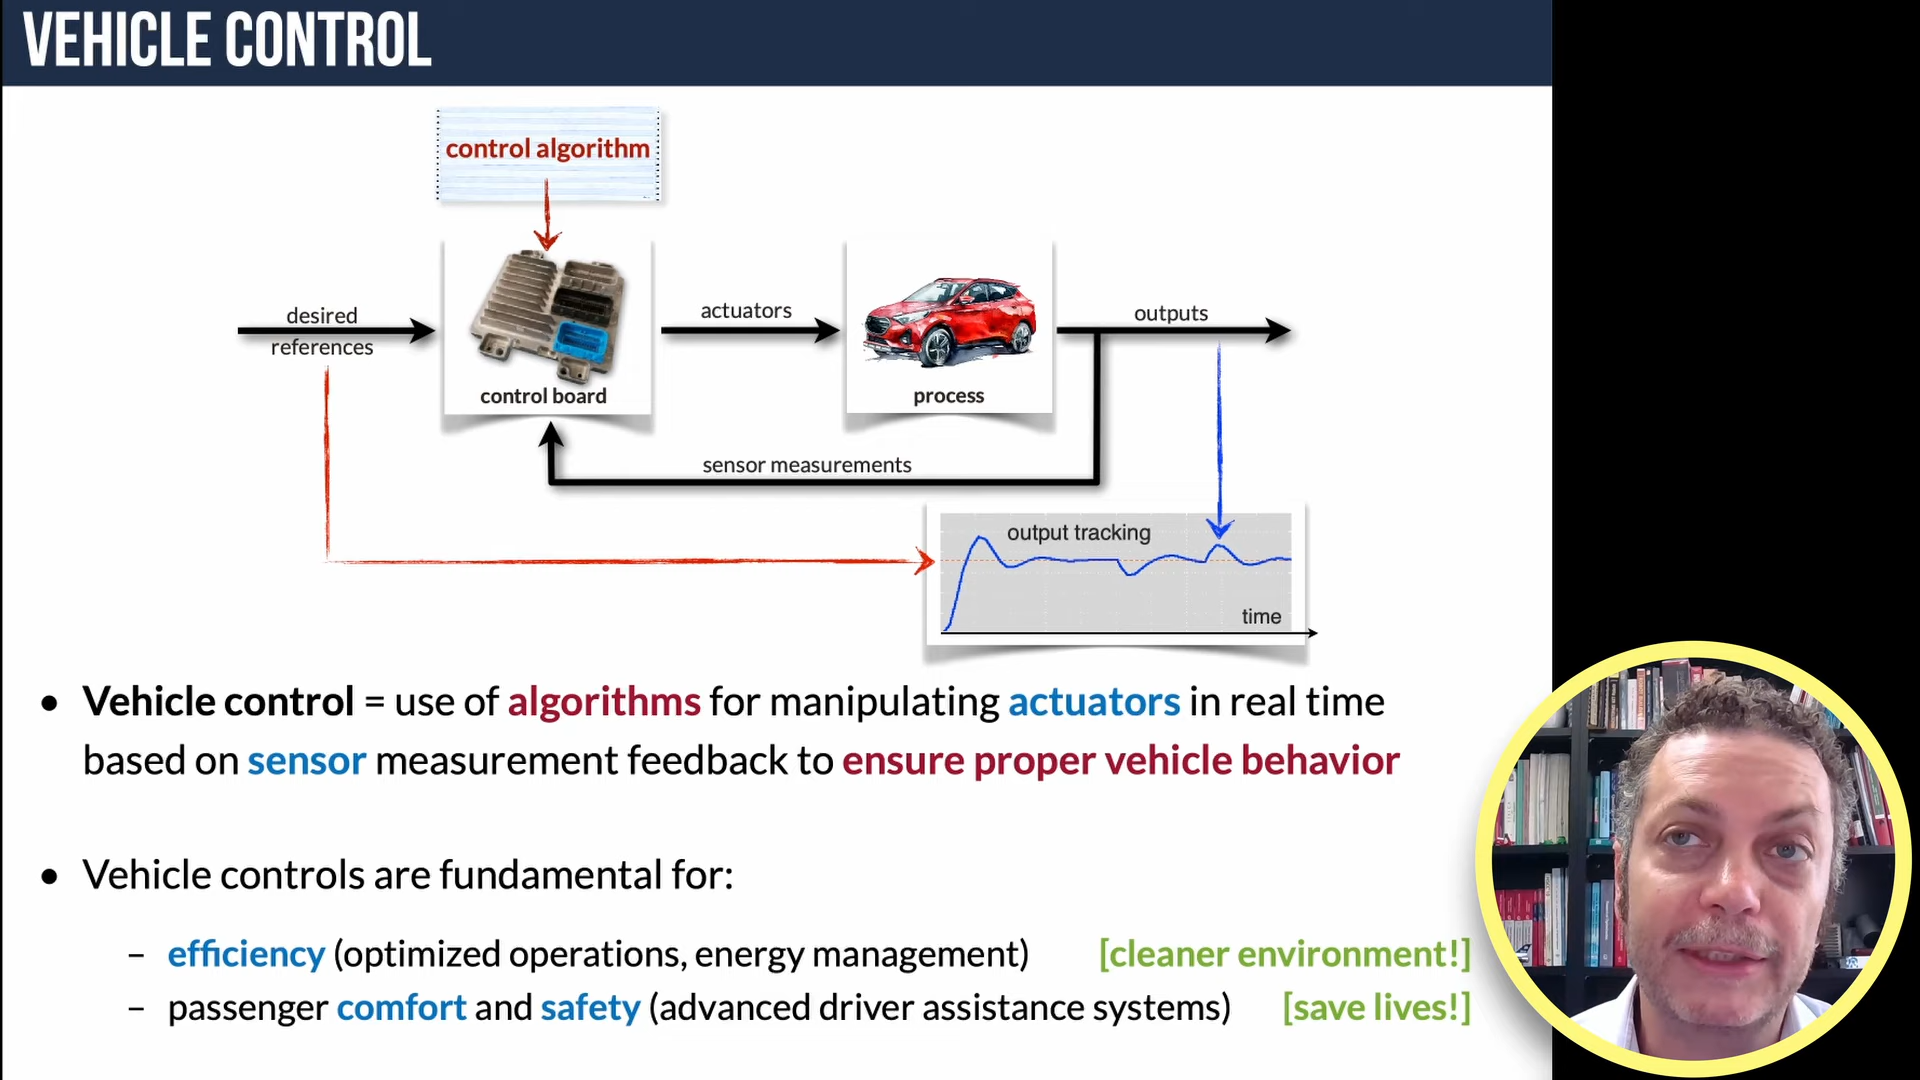 VEHICLE CONTROL
control algorithm
desired
references
control board
actuators
process
outputs
sensor measurements
output tracking
time
• Vehicle control = use of algorithms for manipulating actuators in real time
based on sensor measurement feedback to ensure proper vehicle behavior
• Vehicle controls are fundamental for:
– efficiency (optimized operations, energy management) [cleaner environment!]
– passenger comfort and safety (advanced driver assistance systems) [save lives!]